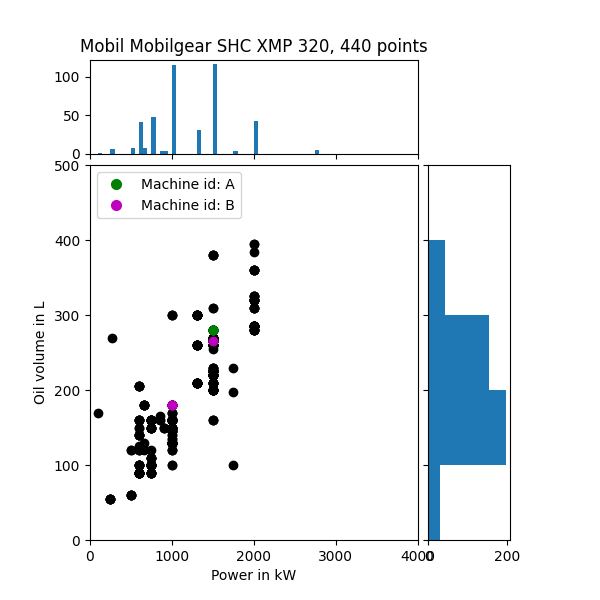 Mobil Mobilgear SHC XMP 320, 440 points
100
50
0
500
400
300
200
100
0
Oil volume in L
Machine id: A
Machine id: B
0 1000 2000 3000 4000
0 200
Power in kW